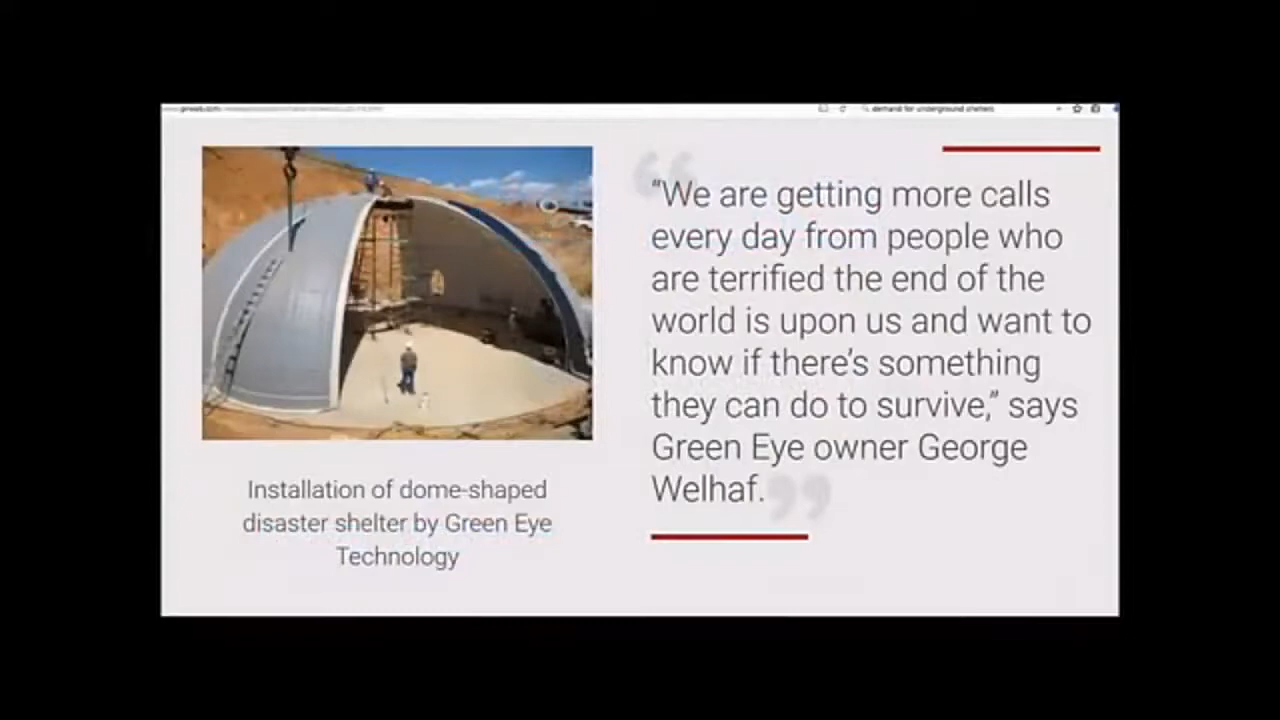 demand for underground shelters
“We are getting more calls
every day from people who
are terrified the end of the
world is upon us and want to
know if there’s something
they can do to survive,” says
Green Eye owner George
Welhaf.
Installation of dome-shaped
disaster shelter by Green Eye
Technology